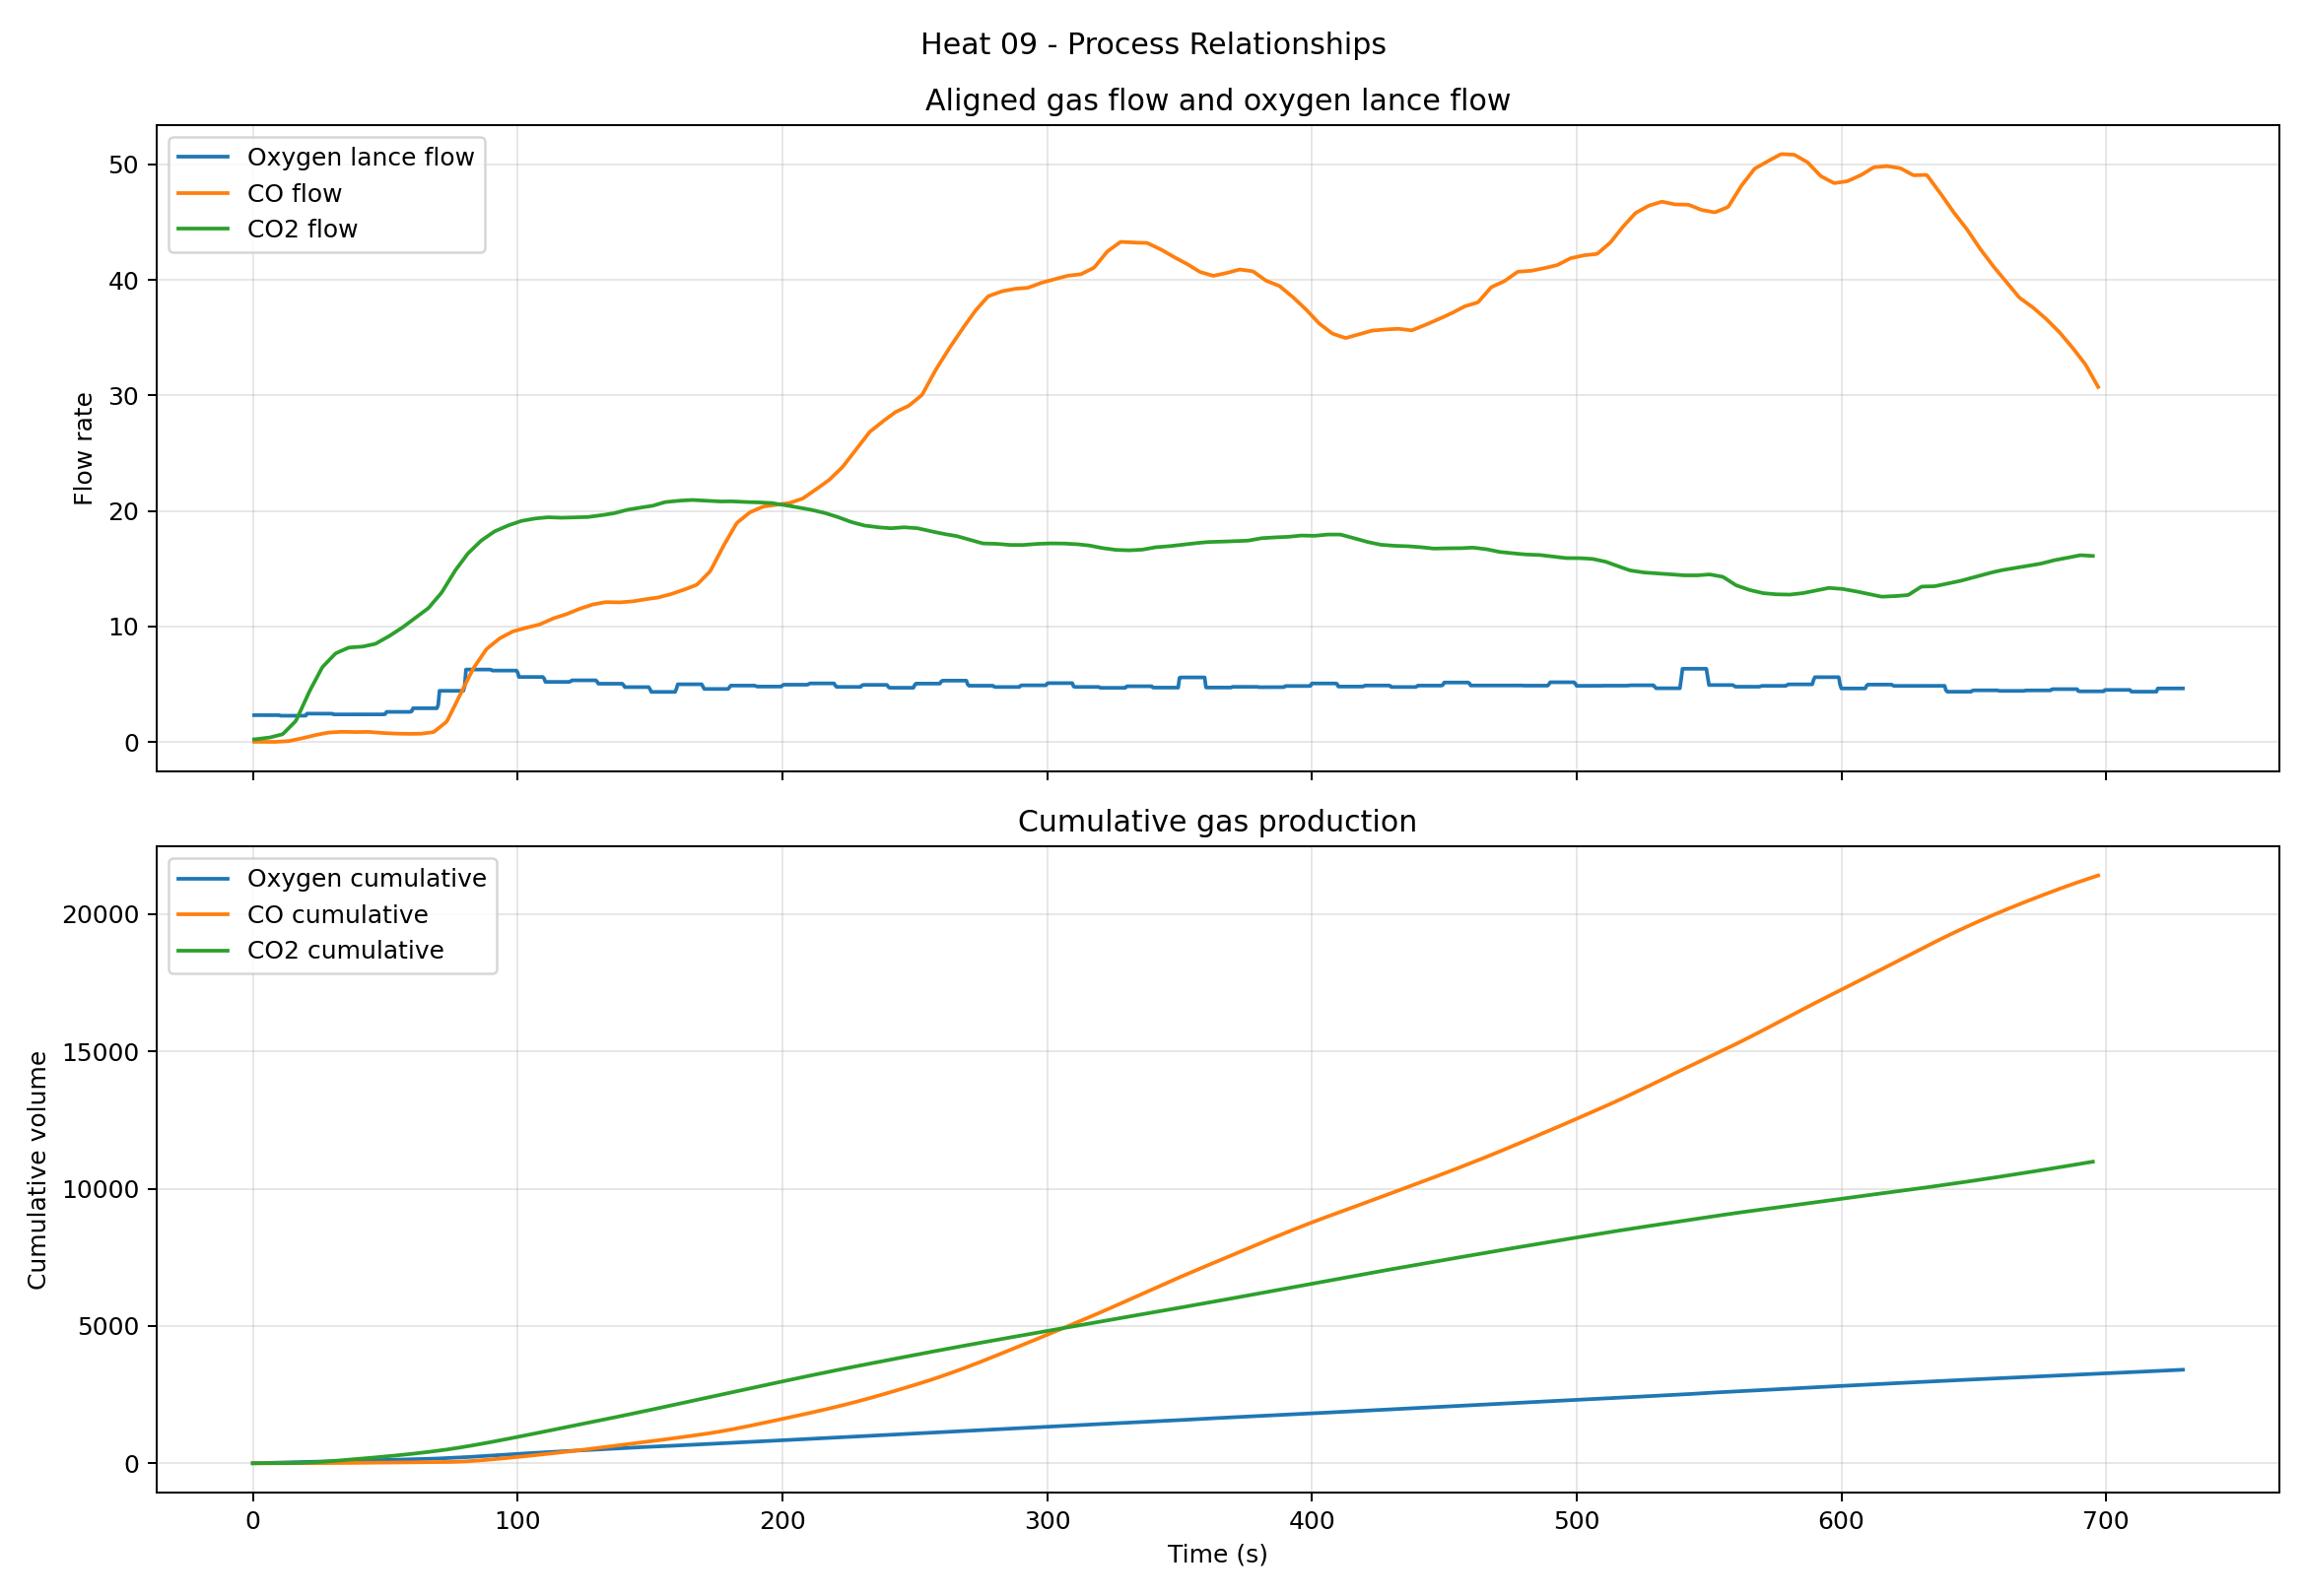 Heat 09 - Process Relationships
Aligned gas flow and oxygen lance flow
Oxygen lance flow
CO flow
CO2 flow
50
40
30
20
10
0
Flow rate
Cumulative gas production
Oxygen cumulative
CO cumulative
CO2 cumulative
20000
15000
10000
5000
0
Cumulative volume
0 100 200 300 400 500 600 700
Time (s)